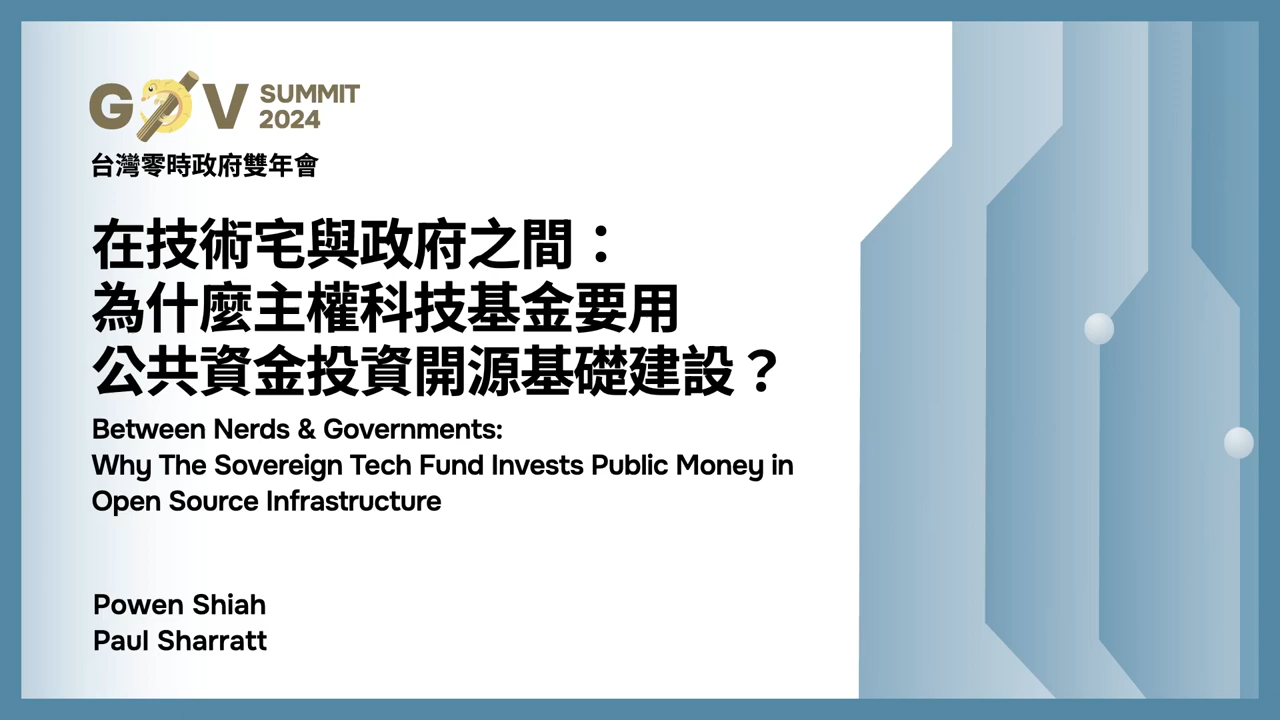 G0V SUMMIT 2024
台灣零時政府雙年會
在技術宅與政府之間：
為什麼主權科技基金要用
公共資金投資開源基礎建設？
Between Nerds & Governments:
Why The Sovereign Tech Fund Invests Public Money in
Open Source Infrastructure
Powen Shiah
Paul Sharratt